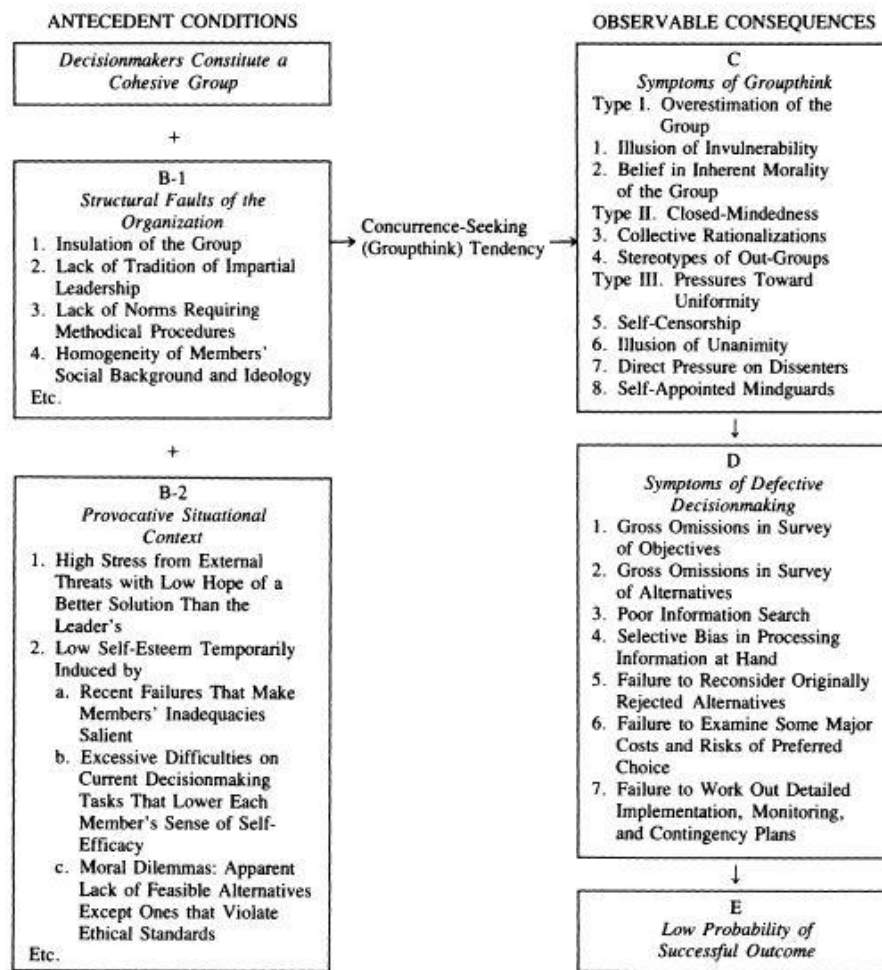 ANTECEDENT CONDITIONS
Decisionmakers Constitute a
Cohesive Group
+
B-1
Structural Faults of the
Organization
1. Insulation of the Group
2. Lack of Tradition of Impartial
Leadership
3. Lack of Norms Requiring
Methodical Procedures
4. Homogeneity of Members'
Social Background and Ideology
Etc.
+
B-2
Provocative Situational
Context
1. High Stress from External
Threats with Low Hope of a
Better Solution Than the
Leader's
2. Low Self-Esteem Temporarily
Induced by
a. Recent Failures That Make
Members' Inadequacies
Salient
b. Excessive Difficulties on
Current Decisionmaking
Tasks That Lower Each
Member's Sense of Self-
Efficacy
c. Moral Dilemmas: Apparent
Lack of Feasible Alternatives
Except Ones that Violate
Ethical Standards
Etc.
Concurrence-Seeking
(Groupthink) Tendency
OBSERVABLE CONSEQUENCES
C
Symptoms of Groupthink
Type I. Overestimation of the
Group
1. Illusion of Invulnerability
2. Belief in Inherent Morality
of the Group
Type II. Closed-Mindedness
3. Collective Rationalizations
4. Stereotypes of Out-Groups
Type III. Pressures Toward
Uniformity
5. Self-Censorship
6. Illusion of Unanimity
7. Direct Pressure on Dissenters
8. Self-Appointed Mindguards
D
Symptoms of Defective
Decisionmaking
1. Gross Omissions in Survey
of Objectives
2. Gross Omissions in Survey
of Alternatives
3. Poor Information Search
4. Selective Bias in Processing
Information at Hand
5. Failure to Reconsider Originally
Rejected Alternatives
6. Failure to Examine Some Major
Costs and Risks of Preferred
Choice
7. Failure to Work Out Detailed
Implementation, Monitoring,
and Contingency Plans
E
Low Probability of
Successful Outcome